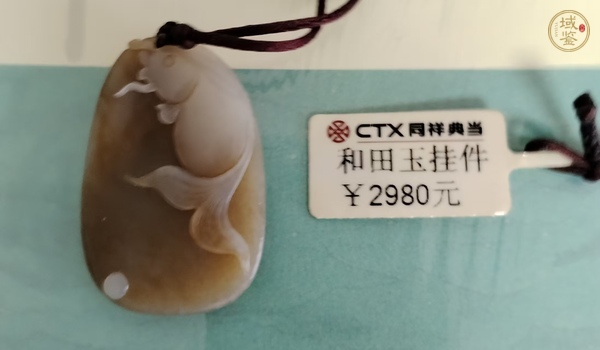 CTX 同祥典当
和田玉挂件
￥2980元
域鉴